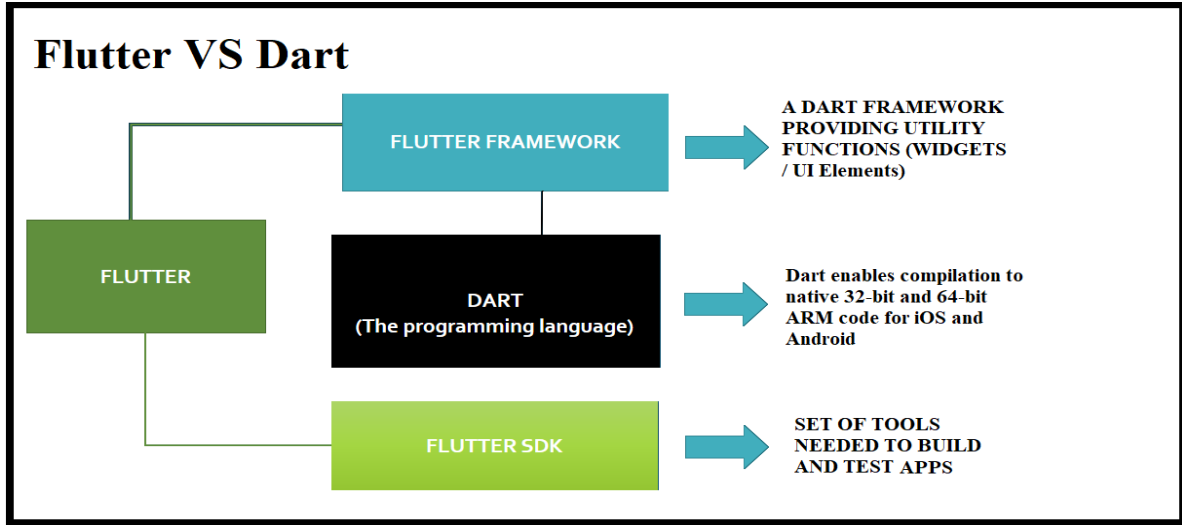 Flutter VS Dart
FLUTTER FRAMEWORK
A DART FRAMEWORK
PROVIDING UTILITY
FUNCTIONS (WIDGETS
/ UI Elements)
FLUTTER
DART
(The programming language)
Dart enables compilation to
native 32-bit and 64-bit
ARM code for iOS and
Android
FLUTTER SDK
SET OF TOOLS
NEEDED TO BUILD
AND TEST APPS